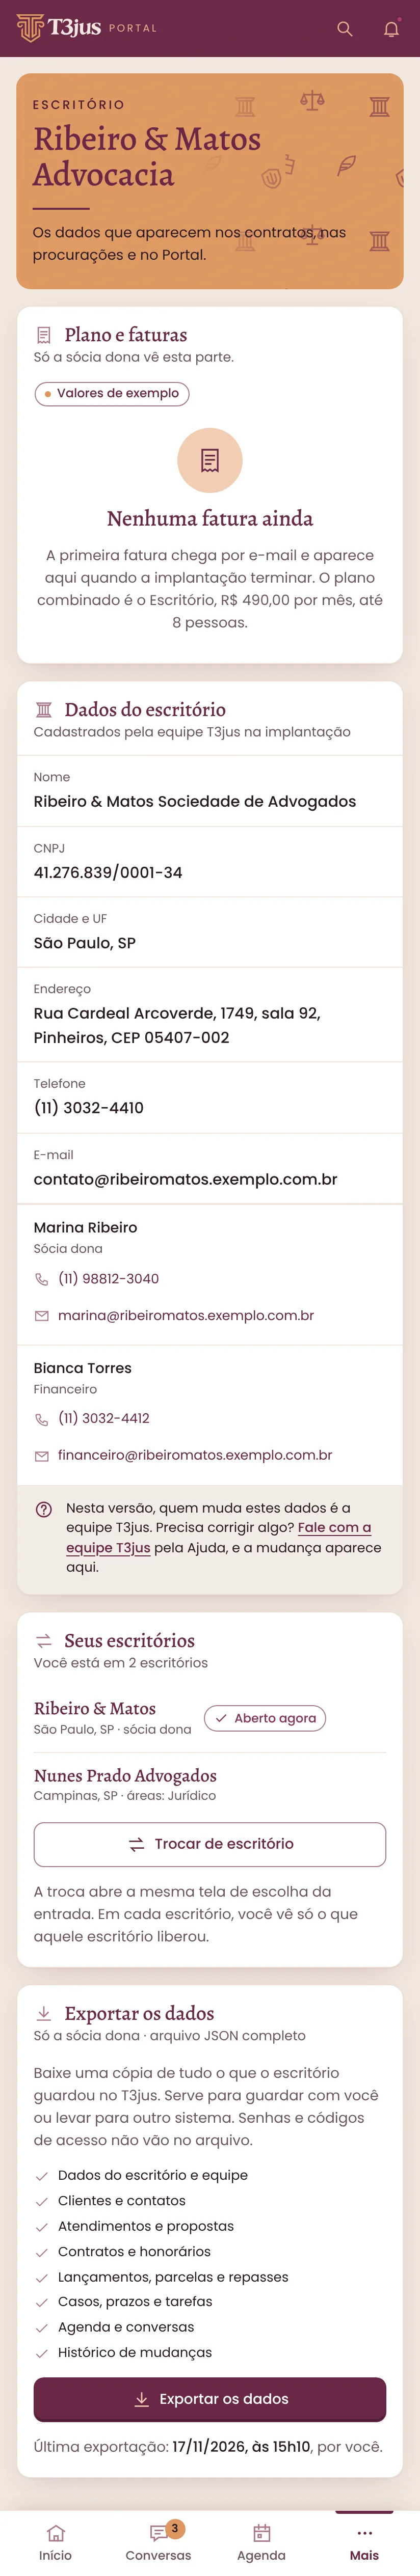 T3jus PORTAL
ESCRITÓRIO
Ribeiro & Matos
Advocacia
Os dados que aparecem nos contratos, nas
procurações e no Portal.
Plano e faturas
Só a sócia dona vê esta parte.
Valores de exemplo
Nenhuma fatura ainda
A primeira fatura chega por e-mail e aparece
aqui quando a implantação terminar. O plano
combinado é o Escritório, R$ 490,00 por mês, até
8 pessoas.
Dados do escritório
Cadastrados pela equipe T3jus na implantação
Nome
Ribeiro & Matos Sociedade de Advogados
CNPJ
41.276.839/0001-34
Cidade e UF
São Paulo, SP
Endereço
Rua Cardeal Arcoverde, 1749, sala 92,
Pinheiros, CEP 05407-002
Telefone
(11) 3032-4410
E-mail
contato@ribeiromatos.exemplo.com.br
Marina Ribeiro
Sócia dona
(11) 98812-3040
marina@ribeiromatos.exemplo.com.br
Bianca Torres
Financeiro
(11) 3032-4412
financeiro@ribeiromatos.exemplo.com.br
Nesta versão, quem muda estes dados é a
equipe T3jus. Precisa corrigir algo? Fale com a
equipe T3jus pela Ajuda, e a mudança aparece
aqui.
Seus escritórios
Você está em 2 escritórios
Ribeiro & Matos
São Paulo, SP · sócia dona
Aberto agora
Nunes Prado Advogados
Campinas, SP · áreas: Jurídico
Trocar de escritório
A troca abre a mesma tela de escolha da
entrada. Em cada escritório, você vê só o que
aquele escritório liberou.
Exportar os dados
Só a sócia dona · arquivo JSON completo
Baixe uma cópia de tudo o que o escritório
guardou no T3jus. Serve para guardar com você
ou levar para outro sistema. Senhas e códigos
de acesso não vão no arquivo.
Dados do escritório e equipe
Clientes e contatos
Atendimentos e propostas
Contratos e honorários
Lançamentos, parcelas e repasses
Casos, prazos e tarefas
Agenda e conversas
Histórico de mudanças
Exportar os dados
Última exportação: 17/11/2026, às 15h10, por você.
3
Início
Conversas
Agenda
Mais